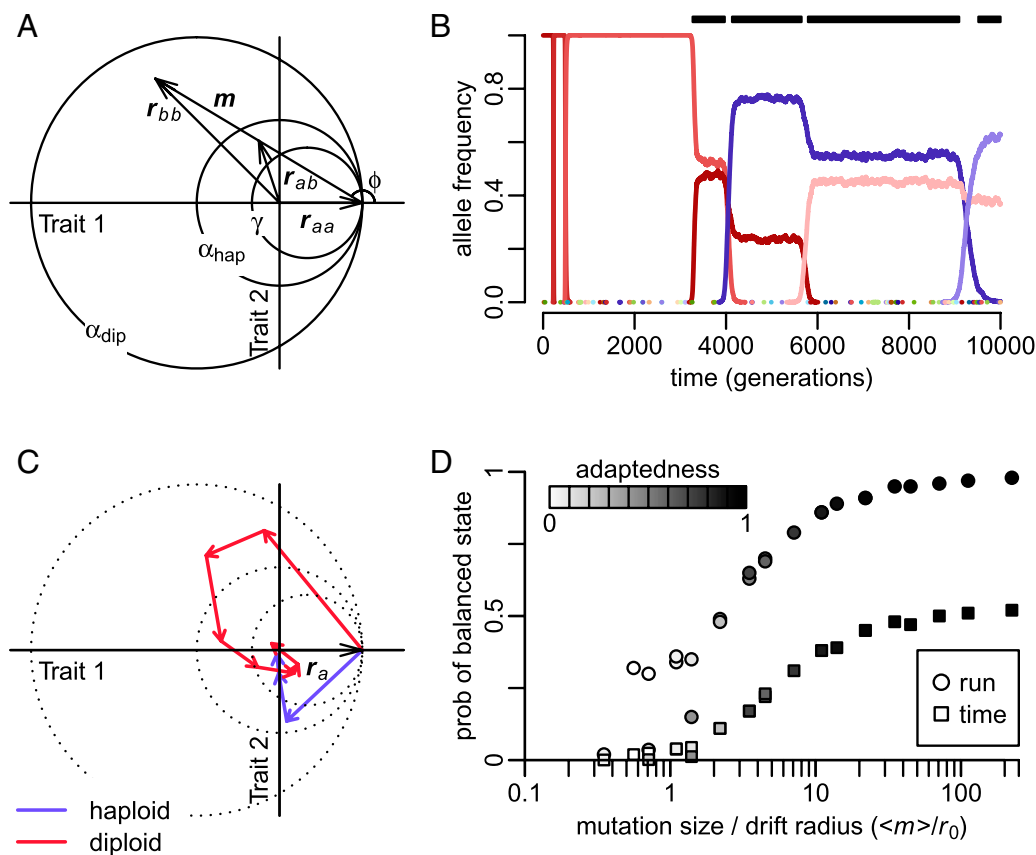 A
r_bb
m
r_ab
ϕ
Trait 1
γ
r_aa
α_hap
Trait 2
α_dip
B
allele frequency
0.0
0.4
0.8
0 2000 4000 6000 8000 10000
time (generations)
C
Trait 1
r_a
Trait 2
haploid
diploid
D
adaptedness
0 1
prob of balanced state
0
0.5
1
run
time
0.1 1 10 100
mutation size / drift radius (<m>/r_0)